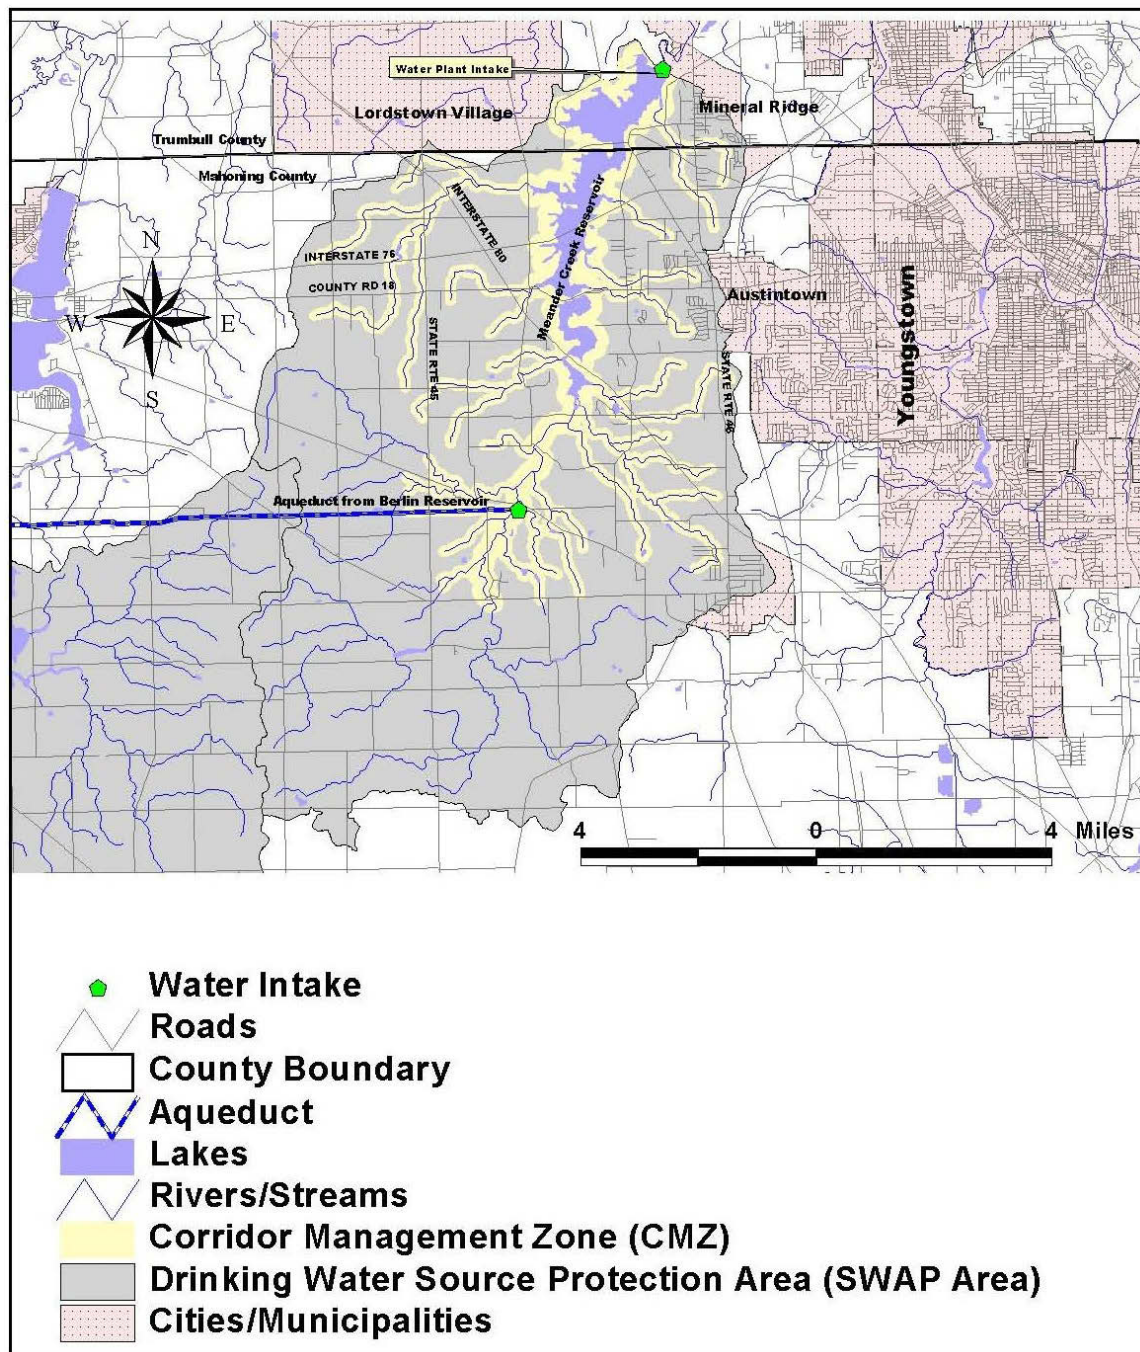 Water Plant Intake
Lordstown Village
Mineral Ridge
Trumbull County
Mahoning County
INTERSTATE 80
Meander Creek Reservoir
N
INTERSTATE 76
COUNTY RD 18
Austintown
W
E
Youngstown
STATE RTE 45
STATE RTE 46
S
Aqueduct from Berlin Reservoir
4 0 4 Miles
Water Intake
Roads
County Boundary
Aqueduct
Lakes
Rivers/Streams
Corridor Management Zone (CMZ)
Drinking Water Source Protection Area (SWAP Area)
Cities/Municipalities